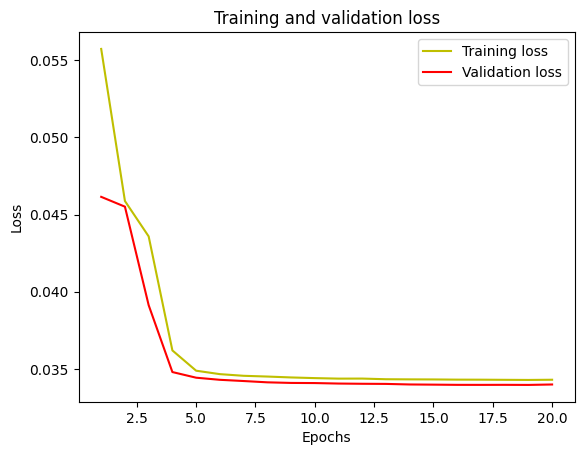 Training and validation loss
Training loss
Validation loss
0.055
0.050
0.045
0.040
0.035
Loss
2.5 5.0 7.5 10.0 12.5 15.0 17.5 20.0
Epochs